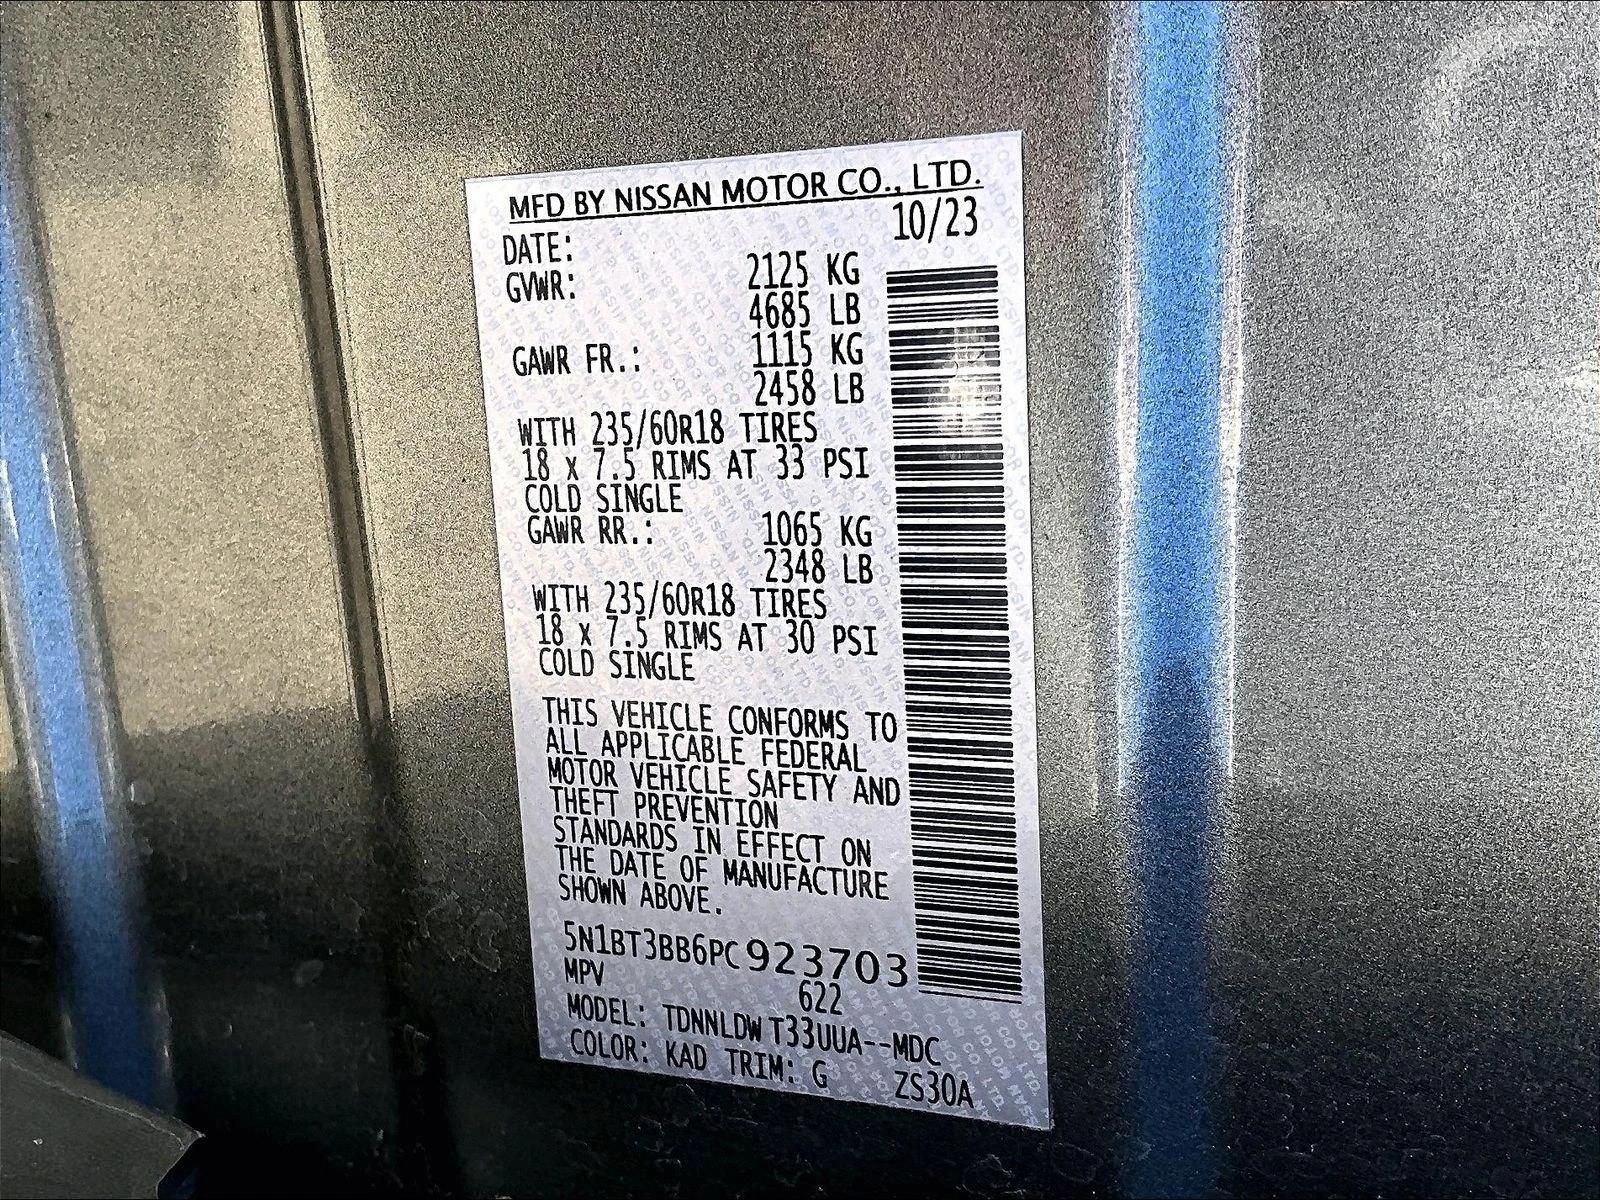 MFD BY NISSAN MOTOR CO., LTD.
DATE: 10/23
GVWR: 2125 KG
4685 LB
GAWR FR.: 1115 KG
2458 LB
WITH 235/60R18 TIRES
18 x 7.5 RIMS AT 33 PSI
COLD SINGLE
GAWR RR.: 1065 KG
2348 LB
WITH 235/60R18 TIRES
18 x 7.5 RIMS AT 30 PSI
COLD SINGLE
THIS VEHICLE CONFORMS TO
ALL APPLICABLE FEDERAL
MOTOR VEHICLE SAFETY AND
THEFT PREVENTION
STANDARDS IN EFFECT ON
THE DATE OF MANUFACTURE
SHOWN ABOVE.
5N1BT3BB6PC923703
MPV 622
MODEL: TDNNLDWT33UUA--MDC
COLOR: KAD TRIM: G ZS30A